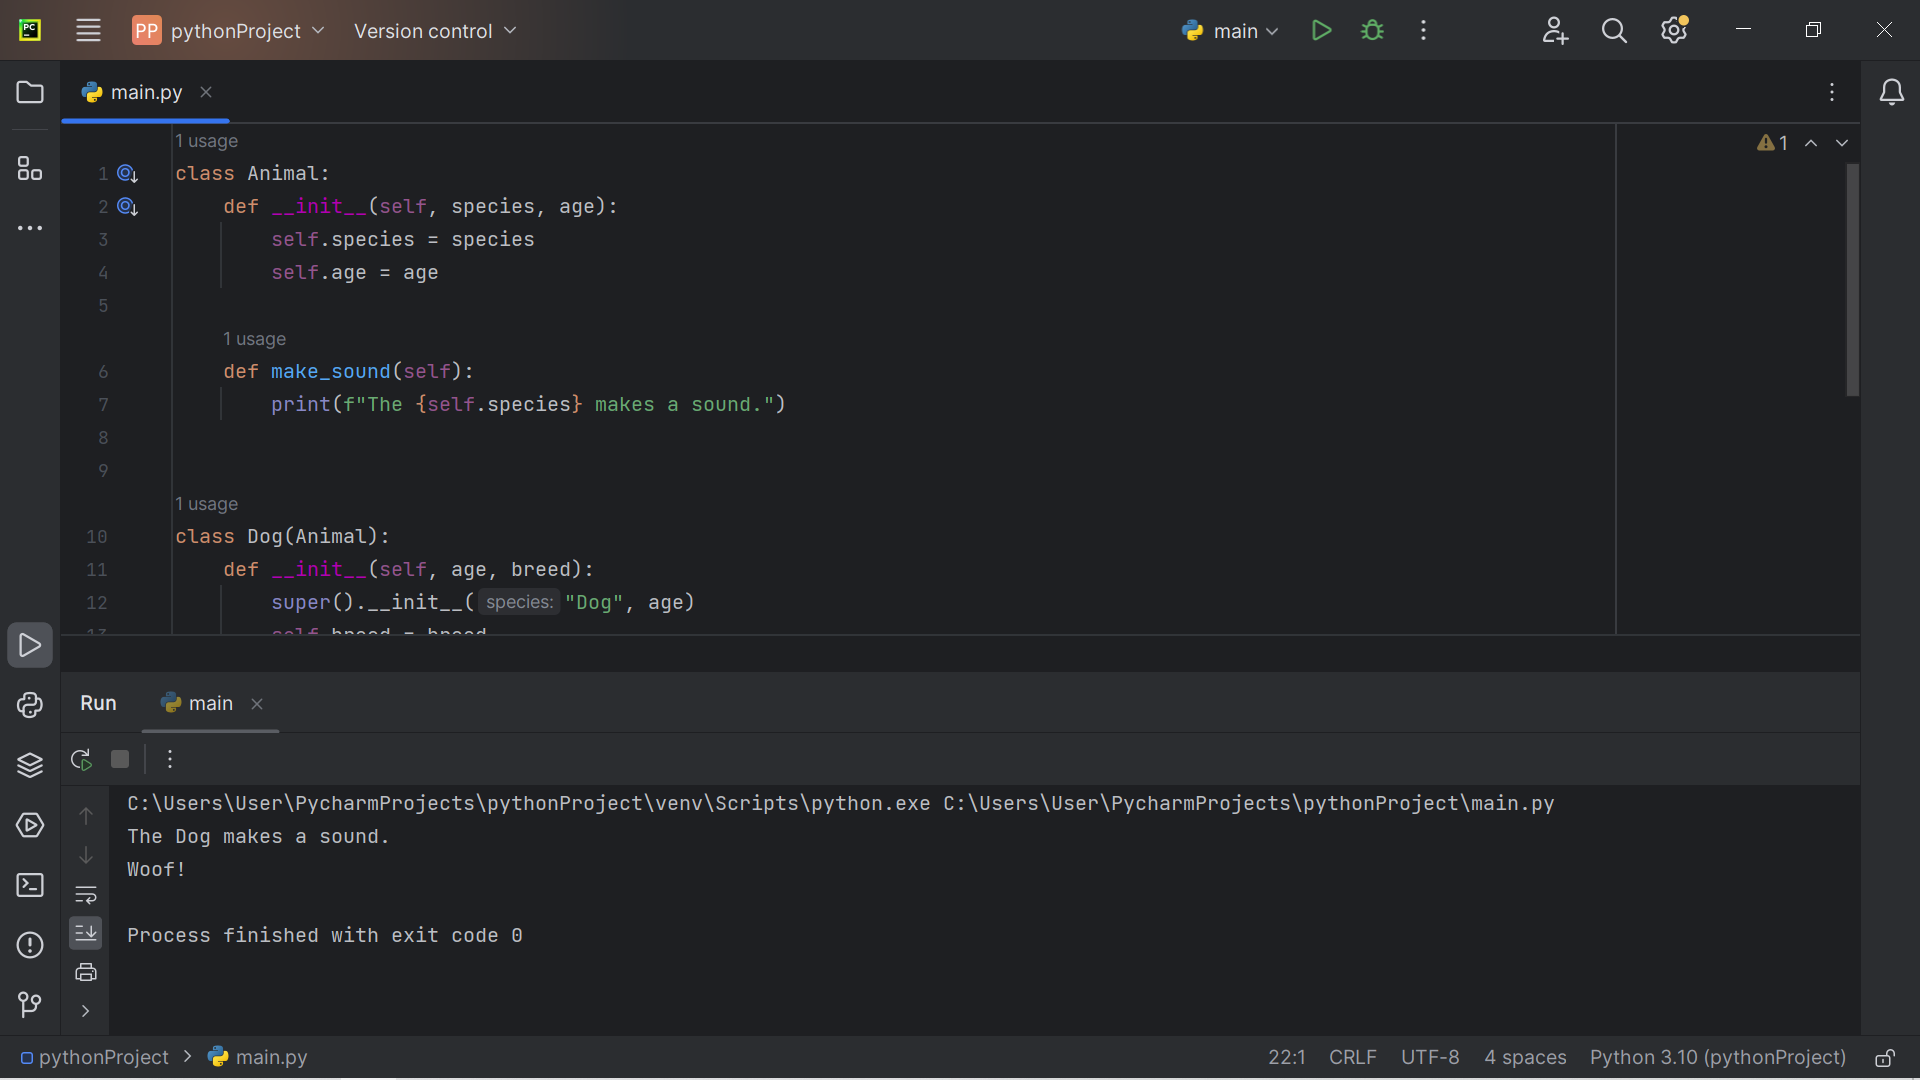 PC
PP pythonProject Version control main
main.py
1 usage 1
1 class Animal:
2 def __init__(self, species, age):
3 self.species = species
4 self.age = age
5
1 usage
6 def make_sound(self):
7 print(f"The {self.species} makes a sound.")
8
9
1 usage
10 class Dog(Animal):
11 def __init__(self, age, breed):
12 super().__init__( species: "Dog", age)
13 self.breed = breed
Run main
C:\Users\User\PycharmProjects\pythonProject\venv\Scripts\python.exe C:\Users\User\PycharmProjects\pythonProject\main.py
The Dog makes a sound.
Woof!
Process finished with exit code 0
pythonProject > main.py 22:1 CRLF UTF-8 4 spaces Python 3.10 (pythonProject)